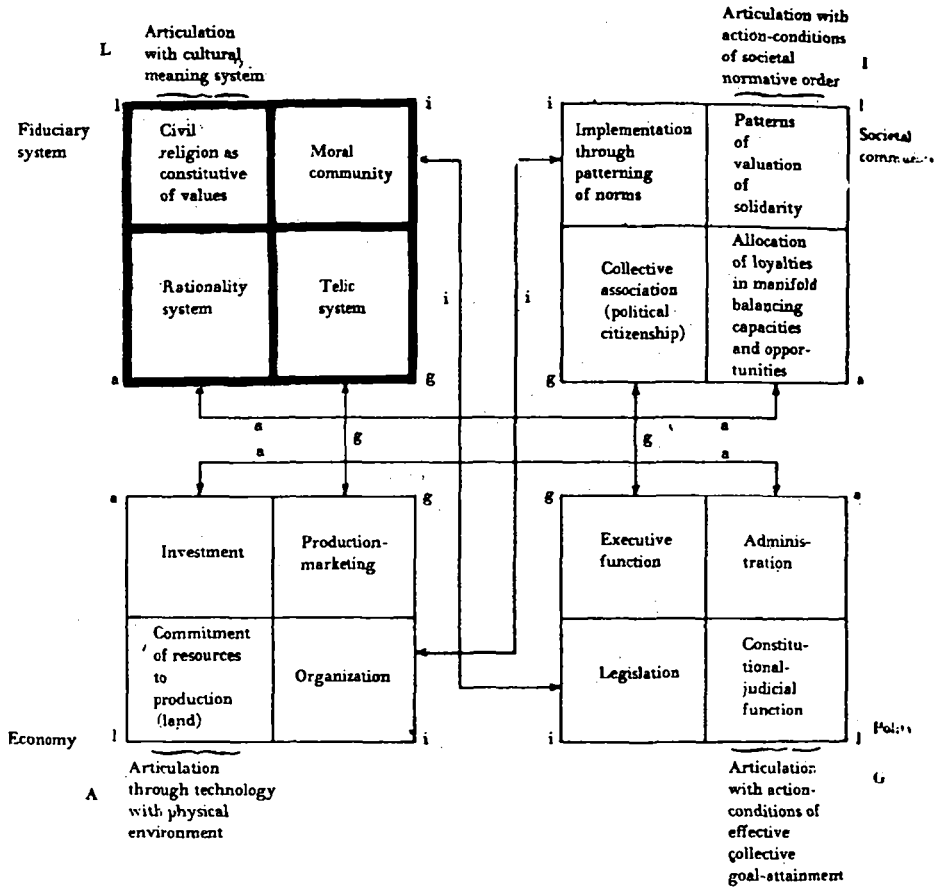 L
Articulation
with cultural
meaning system
Articulation with
action-conditions
of societal
normative order
I
Fiduciary
system
l
i
Civil
religion as
constitutive
of values
Moral
community
Rationality
system
Telic
system
a
g
i
l
Implementation
through
patterning
of norms
Patterns
of
valuation
of
solidarity
Collective
association
(political
citizenship)
Allocation
of loyalties
in manifold
balancing
capacities
and oppor-
tunities
Societal
g
a
i
i
a
a
g
g
a
a
a
g
Investment
Production-
marketing
Commitment
of resources
to
production
(land)
Organization
Economy
l
i
g
a
Executive
function
Adminis-
tration
Legislation
Constitu-
tional-
judicial
function
i
l
A
Articulation
through technology
with physical
environment
Articulation
with action-
conditions of
effective
collective
goal-attainment
G